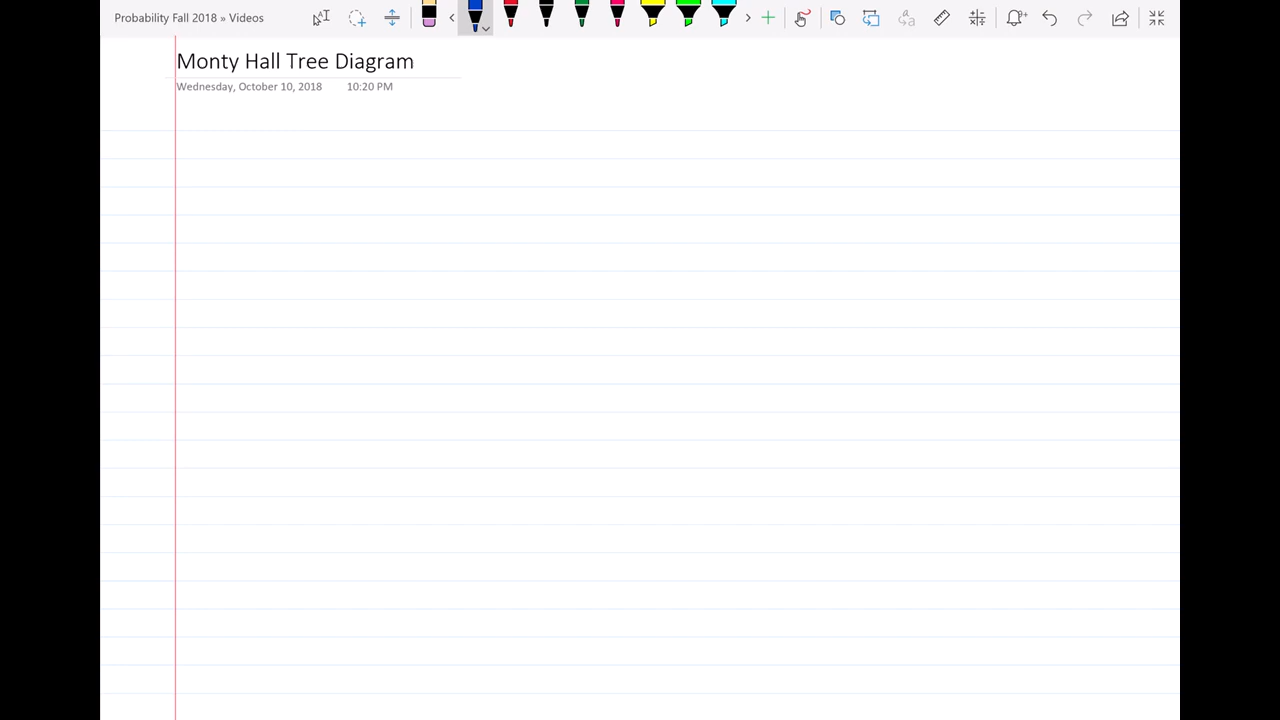 Probability Fall 2018 » Videos
Monty Hall Tree Diagram
Wednesday, October 10, 2018 10:20 PM